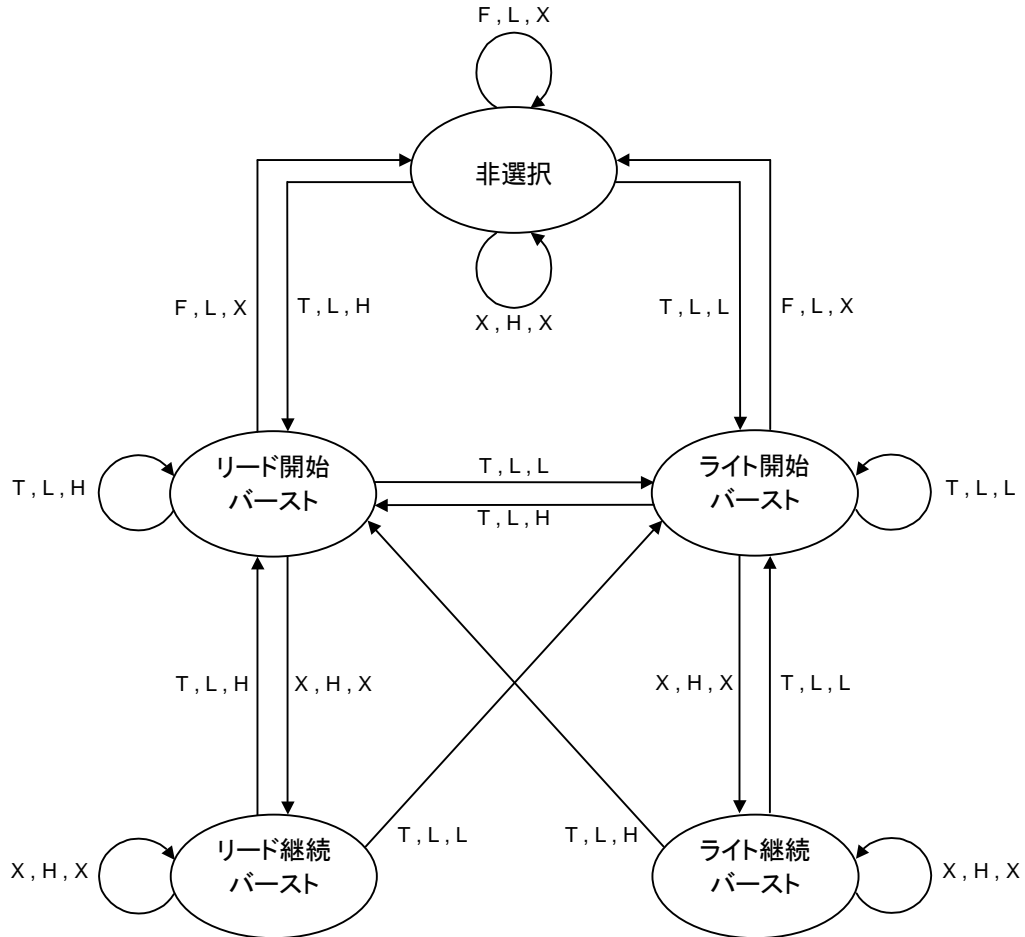 F , L , X
非選択
X , H , X
F , L , X
T , L , H
T , L , L
F , L , X
リード開始
バースト
T , L , L
T , L , H
ライト開始
バースト
T , L , H
T , L , L
T , L , H
X , H , X
X , H , X
T , L , L
T , L , L
T , L , H
リード継続
バースト
ライト継続
バースト
X , H , X
X , H , X